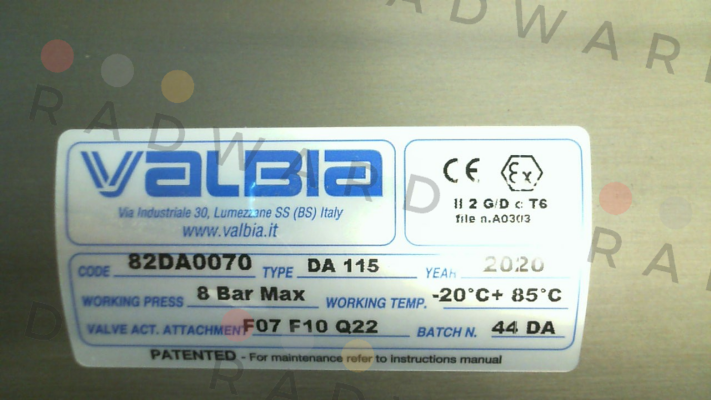 VALBIA
Via Industriale 30, Lumezzane SS (BS) Italy
www.valbia.it
CE Ex
II 2 G/D c T6
file n.A0303
CODE 82DA0070 TYPE DA 115 YEAR 2020
WORKING PRESS 8 Bar Max WORKING TEMP. -20°C+ 85°C
VALVE ACT. ATTACHMENT F07 F10 Q22 BATCH N. 44 DA
PATENTED - For maintenance refer to instructions manual
RADWARD
RADWARD